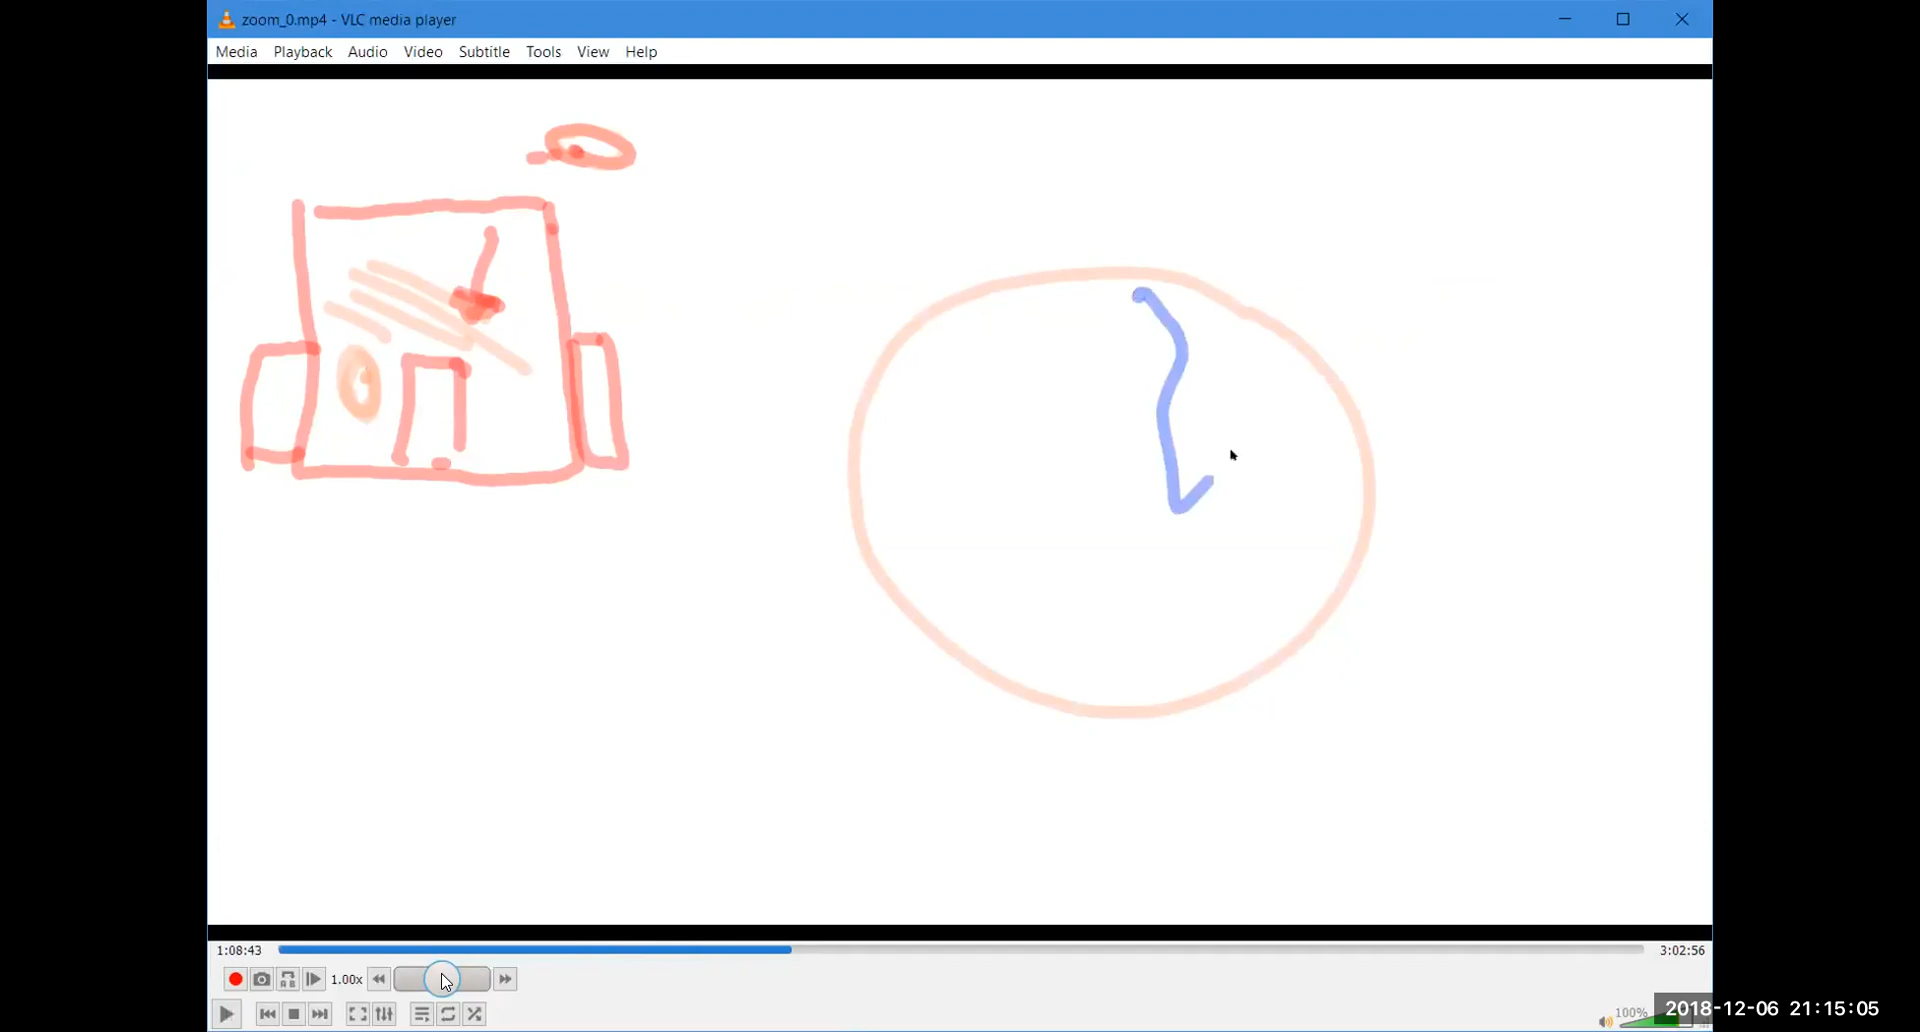 zoom_0.mp4 - VLC media player
Media Playback Audio Video Subtitle Tools View Help
1:08:43 3:02:56
1.00x
100%
2018-12-06 21:15:05